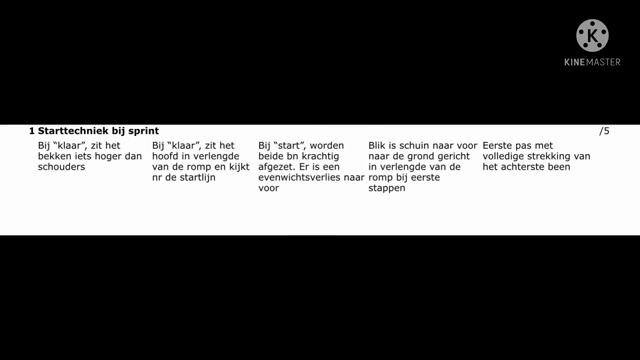 K
KINEMASTER
1 Starttechniek bij sprint /5
Bij “klaar”, zit het
bekken iets hoger dan
schouders
Bij “klaar”, zit het
hoofd in verlengde
van de romp en kijkt
nr de startlijn
Bij “start”, worden
beide bn krachtig
afgezet. Er is een
evenwichtsverlies naar
voor
Blik is schuin naar voor
naar de grond gericht
in verlengde van de
romp bij eerste
stappen
Eerste pas met
volledige strekking van
het achterste been